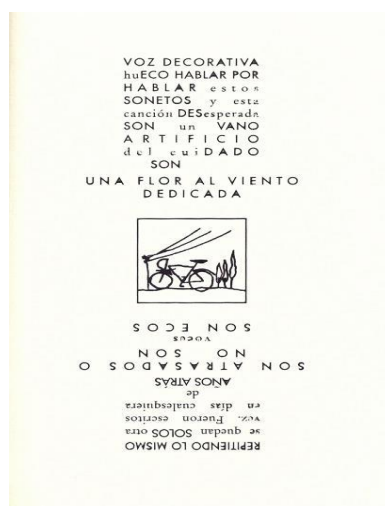 VOZ DECORATIVA
huECO HABLAR POR
HABLAR estos
SONETOS y esta
canción DESesperada
SON un VANO
ARTIFICIO
del cuiDADO
SON
UNA FLOR AL VIENTO
DEDICADA
REPITIENDO LO MISMO
se quedan SOLOS otra
voz. Fueron escritos
en días cualesquiera
de
AÑOS ATRÁS
SON ATRASADOS O
NO SON
voces
SON ECOS